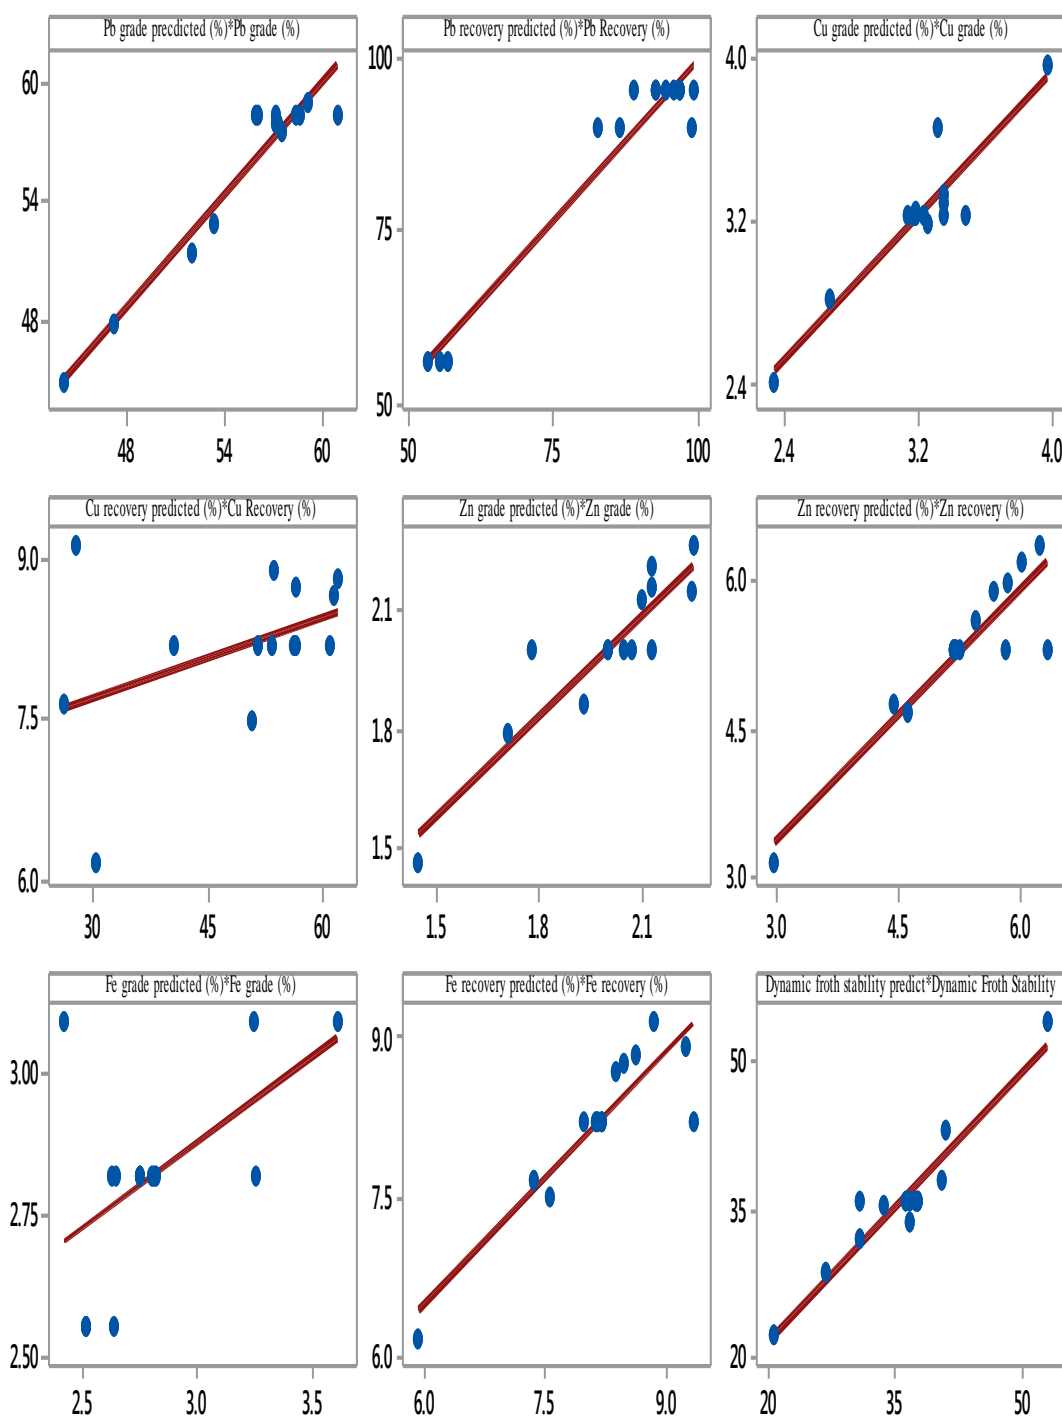 Pb grade precdicted (%)*Pb grade (%)
60
54
48
48 54 60
Pb recovery predicted (%)*Pb Recovery (%)
100
75
50
50 75 100
Cu grade predicted (%)*Cu grade (%)
4.0
3.2
2.4
2.4 3.2 4.0
Cu recovery predicted (%)*Cu Recovery (%)
9.0
7.5
6.0
30 45 60
Zn grade predicted (%)*Zn grade (%)
2.1
1.8
1.5
1.5 1.8 2.1
Zn recovery predicted (%)*Zn recovery (%)
6.0
4.5
3.0
3.0 4.5 6.0
Fe grade predicted (%)*Fe grade (%)
3.00
2.75
2.50
2.5 3.0 3.5
Fe recovery predicted (%)*Fe recovery (%)
9.0
7.5
6.0
6.0 7.5 9.0
Dynamic froth stability predict*Dynamic Froth Stability
50
35
20
20 35 50